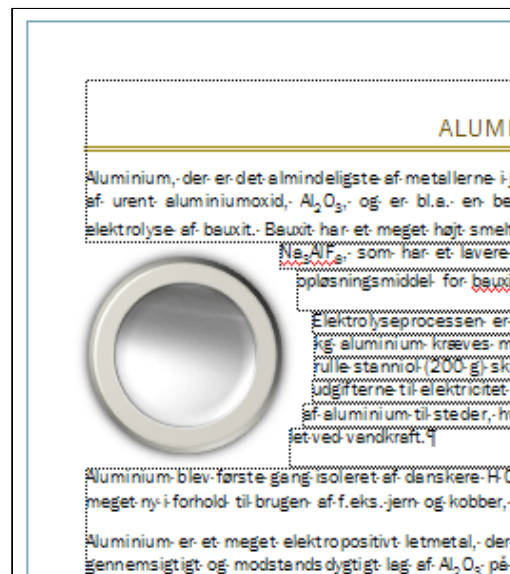 ALUMI
Aluminium, der er det almindeligste af metallerne i j
af urent aluminiumoxid, Al₂O₃, og er bl.a. en be
elektrolyse af bauxit. Bauxit har et meget højt smel
Na₃AlF₆, som har et lavere
opløsningsmiddel for bauxi
Elektrolyseprocessen er
kg aluminium kræves m
rulle stanniol (200 g) sk
udgifterne til elektricitet
af aluminium til steder, h
let ved vandkraft.¶
Aluminium blev første gang isoleret af danskere H C
meget ny i forhold til brugen af f.eks. jern og kobber,
Aluminium er et meget elektropositivt letmetal, der
gennemsigtigt og modstandsdygtigt lag af Al₂O₃ på